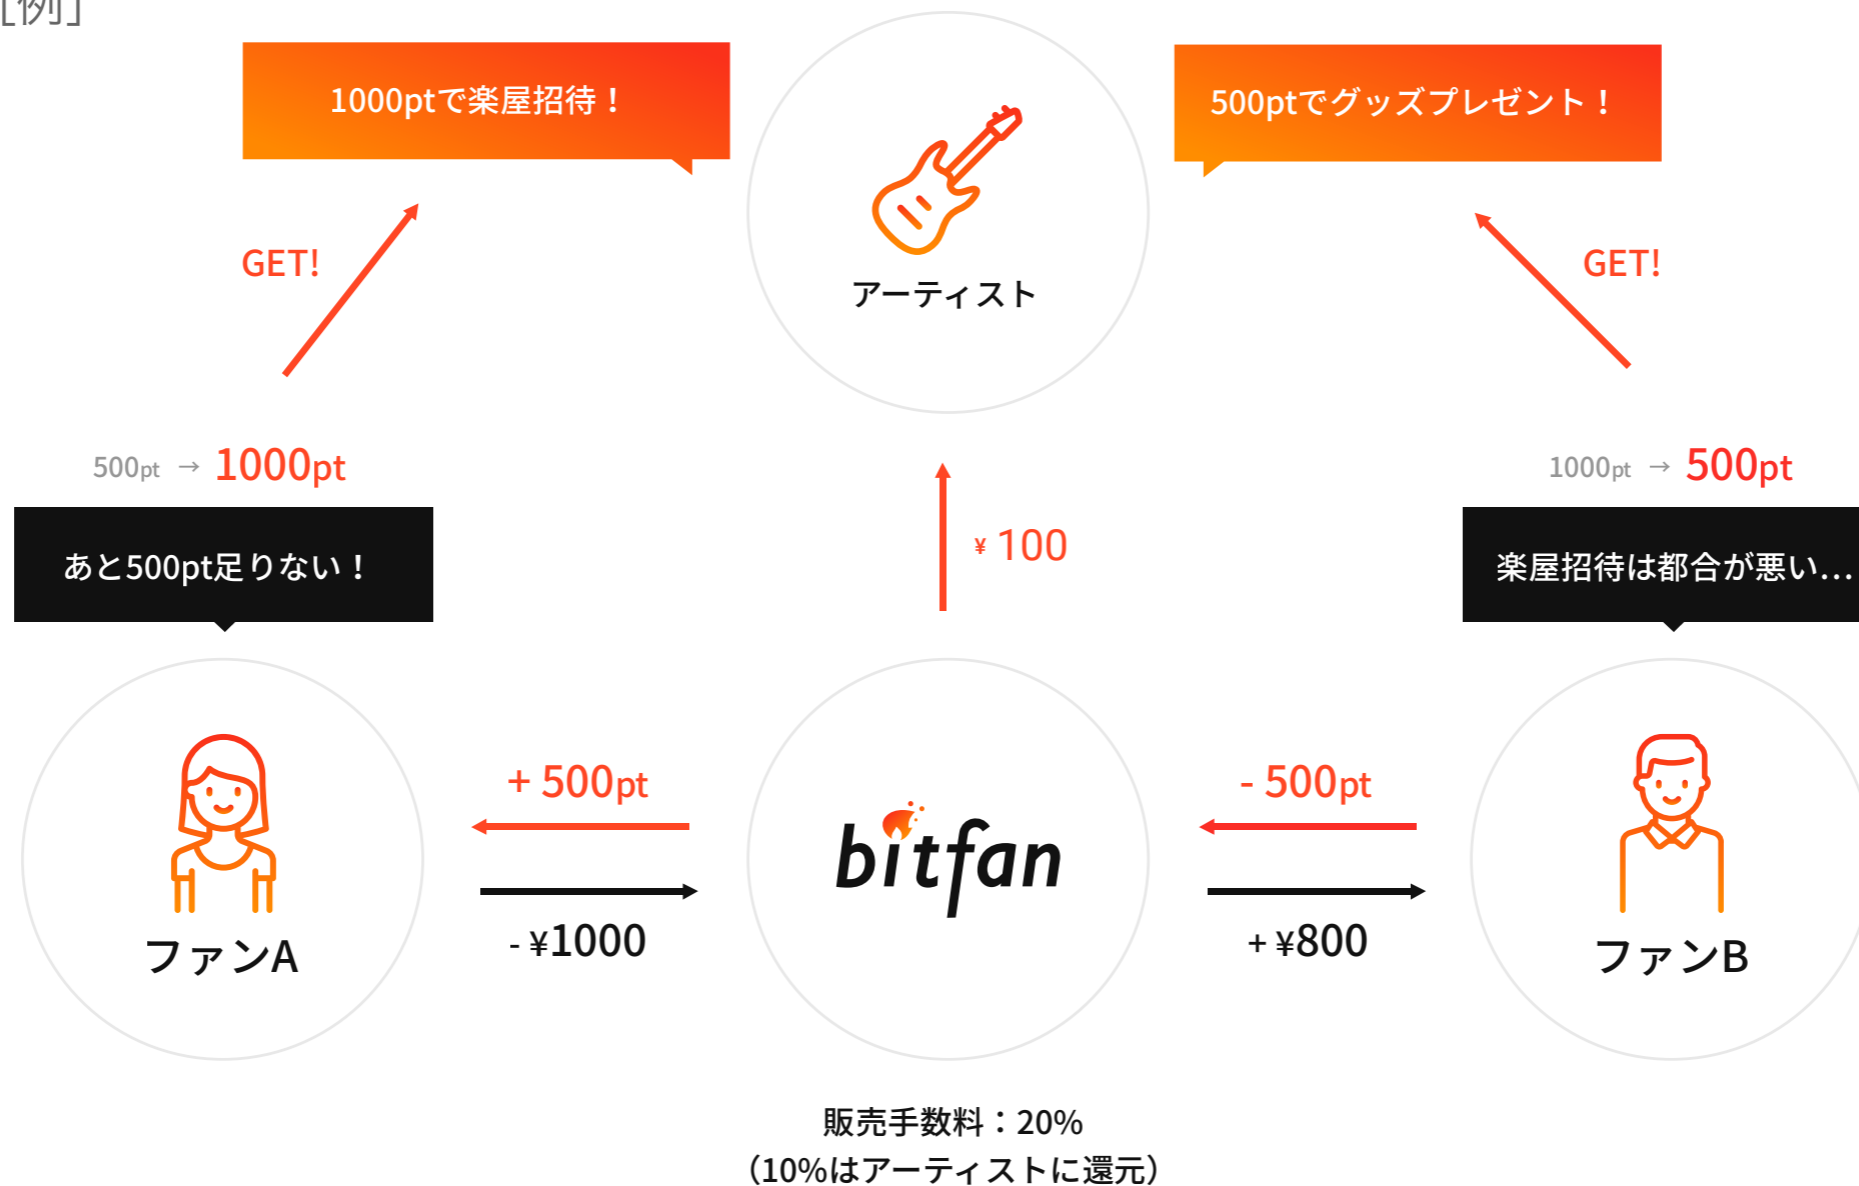 [例]
1000ptで楽屋招待！
500ptでグッズプレゼント！
アーティスト
GET!
GET!
500pt → 1000pt
1000pt → 500pt
あと500pt足りない！
¥ 100
楽屋招待は都合が悪い…
+ 500pt
- 500pt
bitfan
- ¥1000
+ ¥800
ファンA
ファンB
販売手数料：20%
（10%はアーティストに還元）